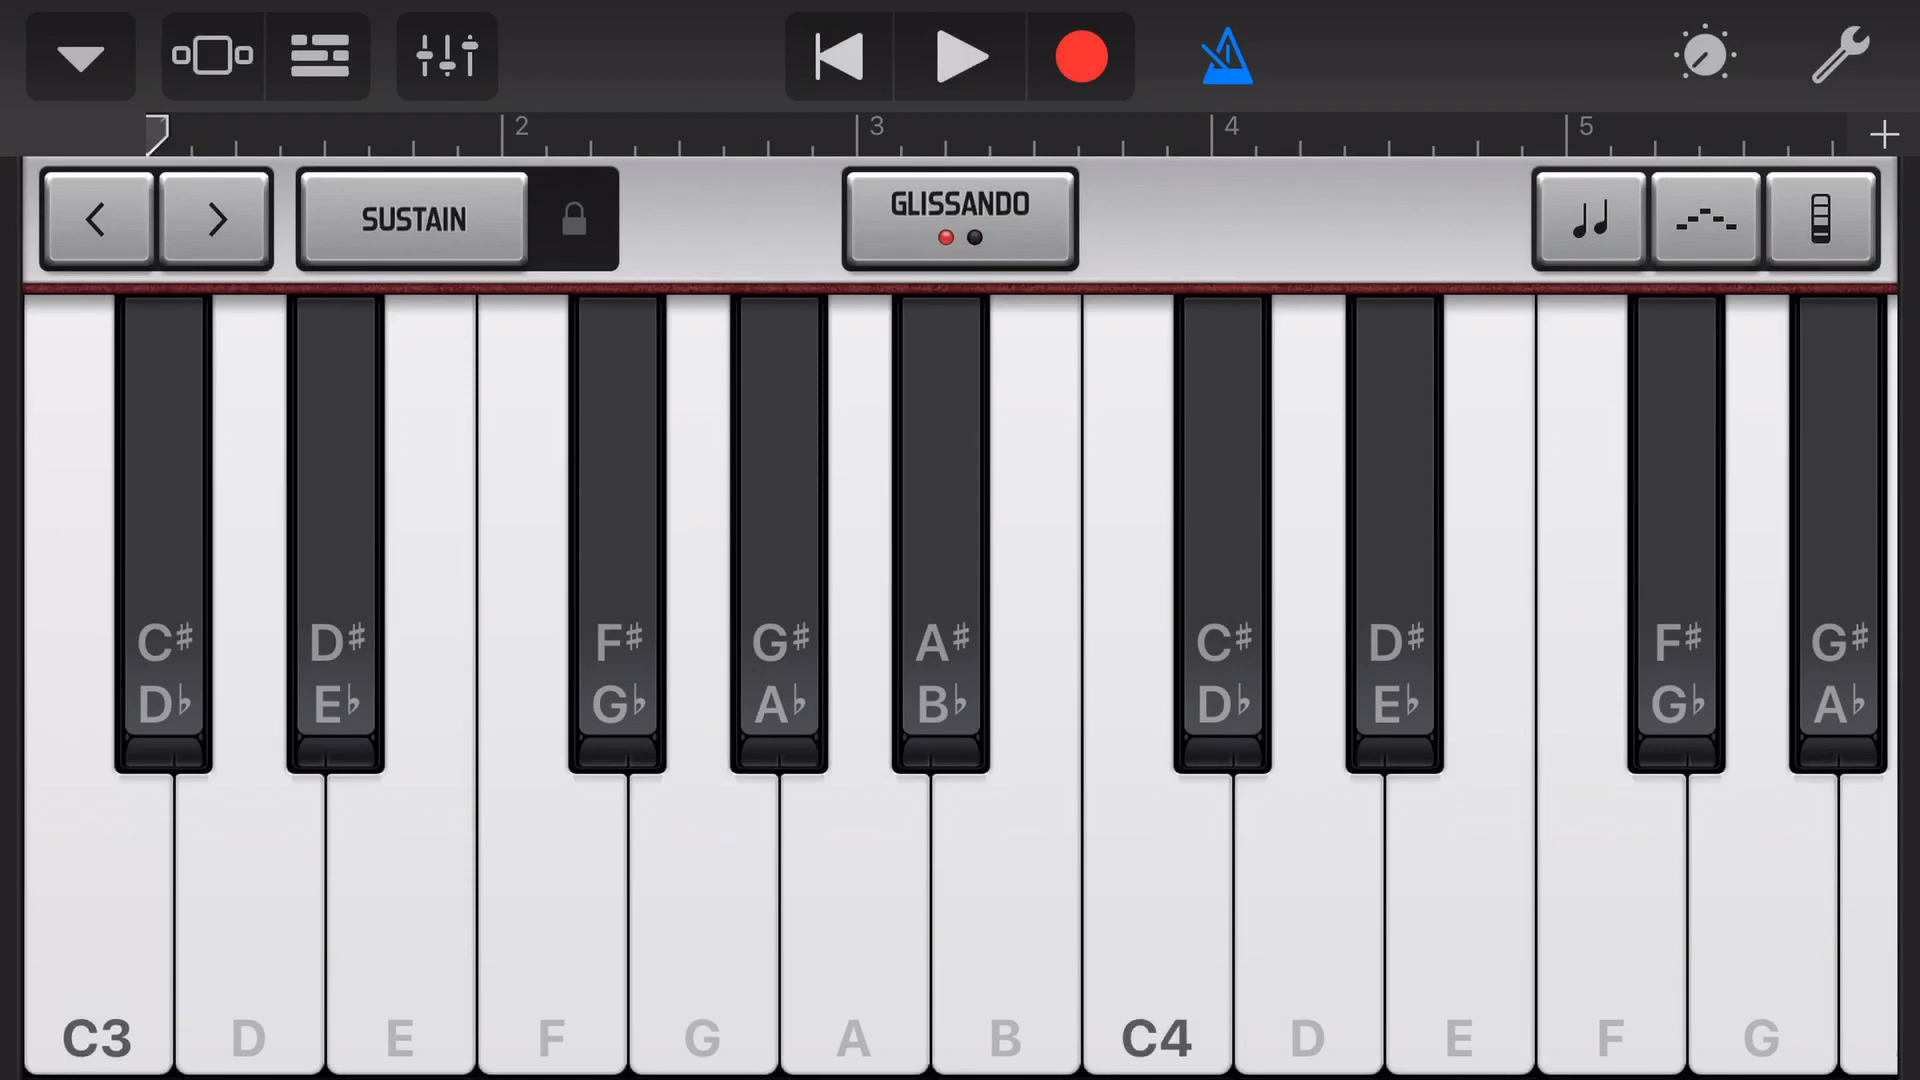 2 3 4 5
SUSTAIN GLISSANDO
C♯ D♯ F♯ G♯ A♯ C♯ D♯ F♯ G♯
D♭ E♭ G♭ A♭ B♭ D♭ E♭ G♭ A♭
C3 D E F G A B C4 D E F G